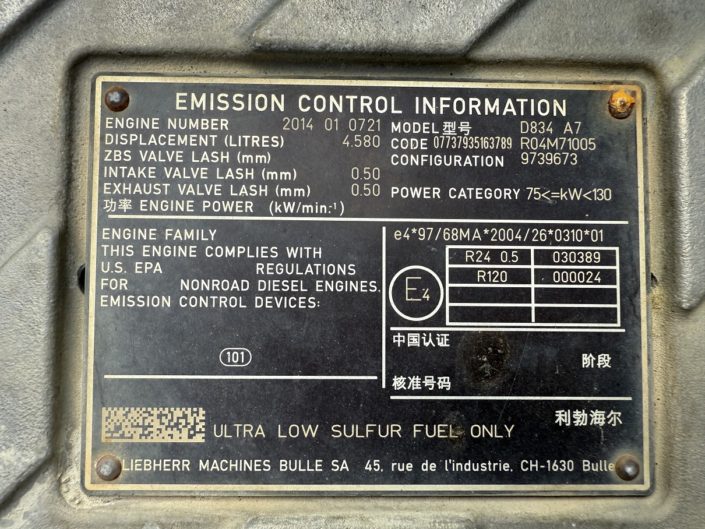 EMISSION CONTROL INFORMATION
ENGINE NUMBER 2014 01 0721
DISPLACEMENT (LITRES) 4.580
ZBS VALVE LASH (mm)
INTAKE VALVE LASH (mm) 0.50
EXHAUST VALVE LASH (mm) 0.50
功率 ENGINE POWER (kW/min.-¹)
MODEL 型号 D834 A7
CODE 07737935163789 R04M71005
CONFIGURATION 9739673
POWER CATEGORY 75<=kW<130
ENGINE FAMILY
THIS ENGINE COMPLIES WITH
U.S. EPA REGULATIONS
FOR NONROAD DIESEL ENGINES.
EMISSION CONTROL DEVICES:
101
e4*97/68MA*2004/26*0310*01
E4
R24 0.5 030389
R120 000024
中国认证
阶段
核准号码
利勃海尔
ULTRA LOW SULFUR FUEL ONLY
LIEBHERR MACHINES BULLE SA 45, rue de l'industrie, CH-1630 Bulle